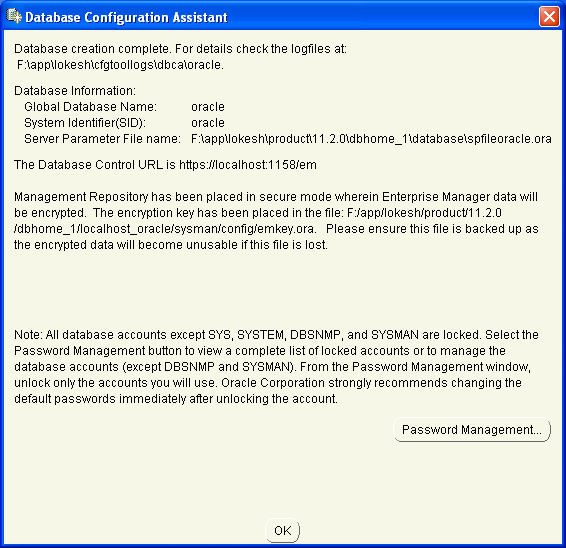 Database Configuration Assistant
Database creation complete. For details check the logfiles at:
F:\app\lokesh\cfgtoollogs\dbca\oracle.
Database Information:
Global Database Name: oracle
System Identifier(SID): oracle
Server Parameter File name: F:\app\lokesh\product\11.2.0\dbhome_1\database\spfileoracle.ora
The Database Control URL is https://localhost:1158/em
Management Repository has been placed in secure mode wherein Enterprise Manager data will
be encrypted. The encryption key has been placed in the file: F:/app/lokesh/product/11.2.0
/dbhome_1/localhost_oracle/sysman/config/emkey.ora. Please ensure this file is backed up as
the encrypted data will become unusable if this file is lost.
Note: All database accounts except SYS, SYSTEM, DBSNMP, and SYSMAN are locked. Select the
Password Management button to view a complete list of locked accounts or to manage the
database accounts (except DBSNMP and SYSMAN). From the Password Management window,
unlock only the accounts you will use. Oracle Corporation strongly recommends changing the
default passwords immediately after unlocking the account.
Password Management...
OK